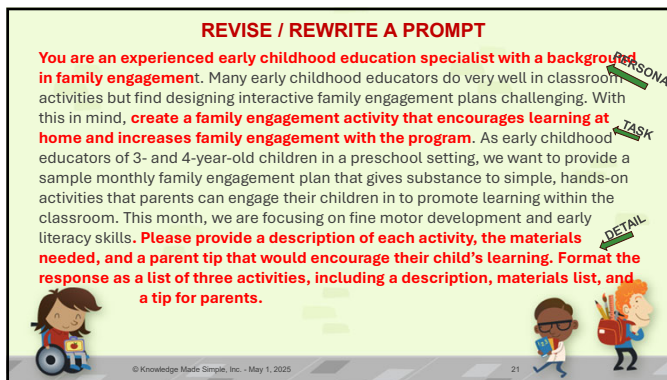 REVISE / REWRITE A PROMPT
You are an experienced early childhood education specialist with a background
in family engagement. Many early childhood educators do very well in classroom
activities but find designing interactive family engagement plans challenging. With
this in mind, create a family engagement activity that encourages learning at
home and increases family engagement with the program. As early childhood
educators of 3- and 4-year-old children in a preschool setting, we want to provide a
sample monthly family engagement plan that gives substance to simple, hands-on
activities that parents can engage their children in to promote learning within the
classroom. This month, we are focusing on fine motor development and early
literacy skills. Please provide a description of each activity, the materials
needed, and a parent tip that would encourage their child’s learning. Format the
response as a list of three activities, including a description, materials list, and
a tip for parents.
PERSONA
TASK
DETAIL
© Knowledge Made Simple, Inc. - May 1, 2025
21